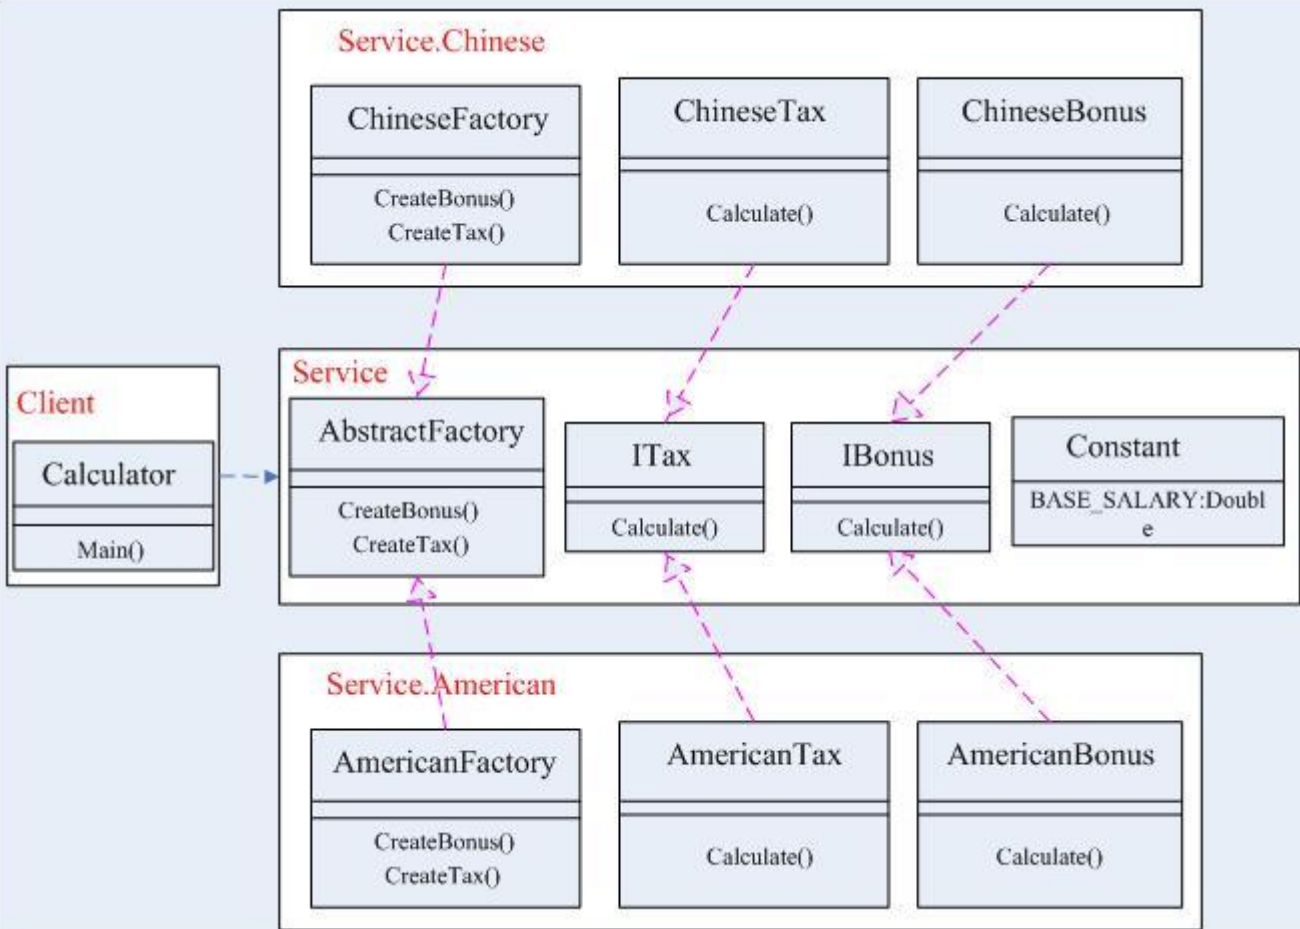 Service.Chinese
ChineseFactory
CreateBonus()
CreateTax()
ChineseTax
Calculate()
ChineseBonus
Calculate()
Client
Calculator
Main()
Service
AbstractFactory
CreateBonus()
CreateTax()
ITax
Calculate()
IBonus
Calculate()
Constant
BASE_SALARY:Doubl
e
Service.American
AmericanFactory
CreateBonus()
CreateTax()
AmericanTax
Calculate()
AmericanBonus
Calculate()